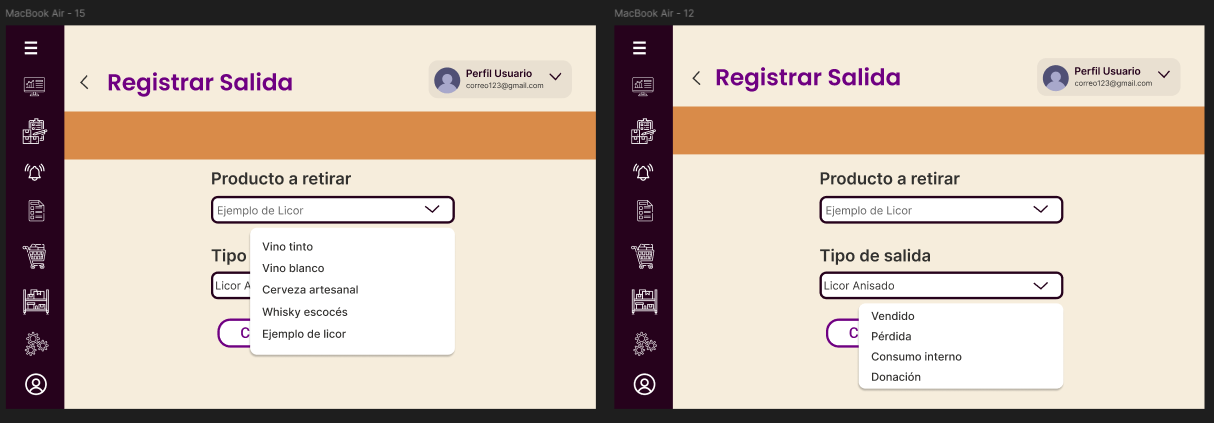 MacBook Air - 15
Registrar Salida
Perfil Usuario
correo123@gmail.com
Producto a retirar
Ejemplo de Licor
Tipo
Licor A
C
Vino tinto
Vino blanco
Cerveza artesanal
Whisky escocés
Ejemplo de licor
MacBook Air - 12
Registrar Salida
Perfil Usuario
correo123@gmail.com
Producto a retirar
Ejemplo de Licor
Tipo de salida
Licor Anisado
C
Vendido
Pérdida
Consumo interno
Donación